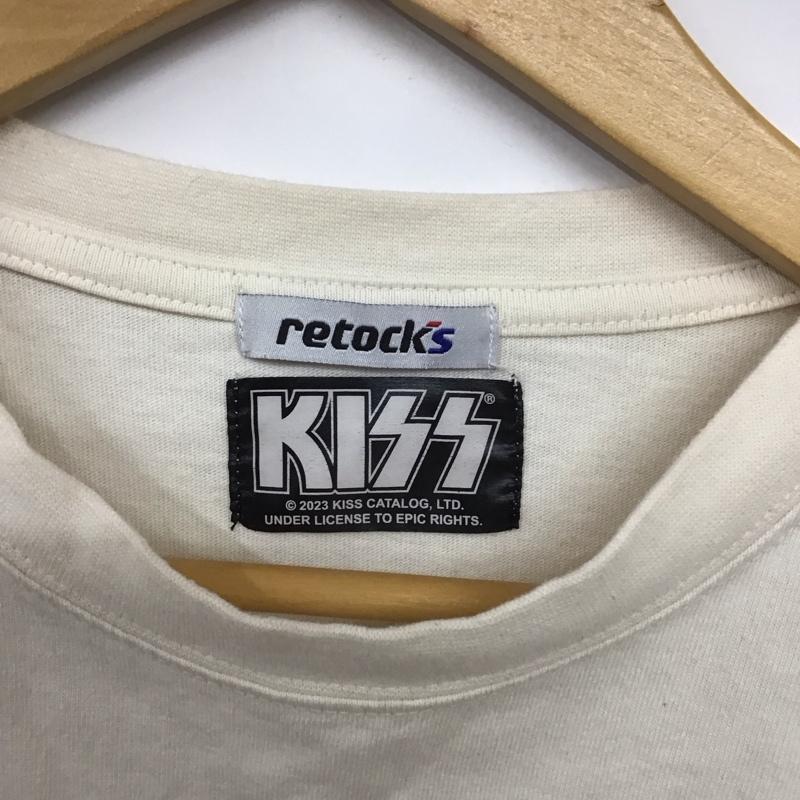 retock's
KISS®
© 2023 KISS CATALOG, LTD.
UNDER LICENSE TO EPIC RIGHTS.